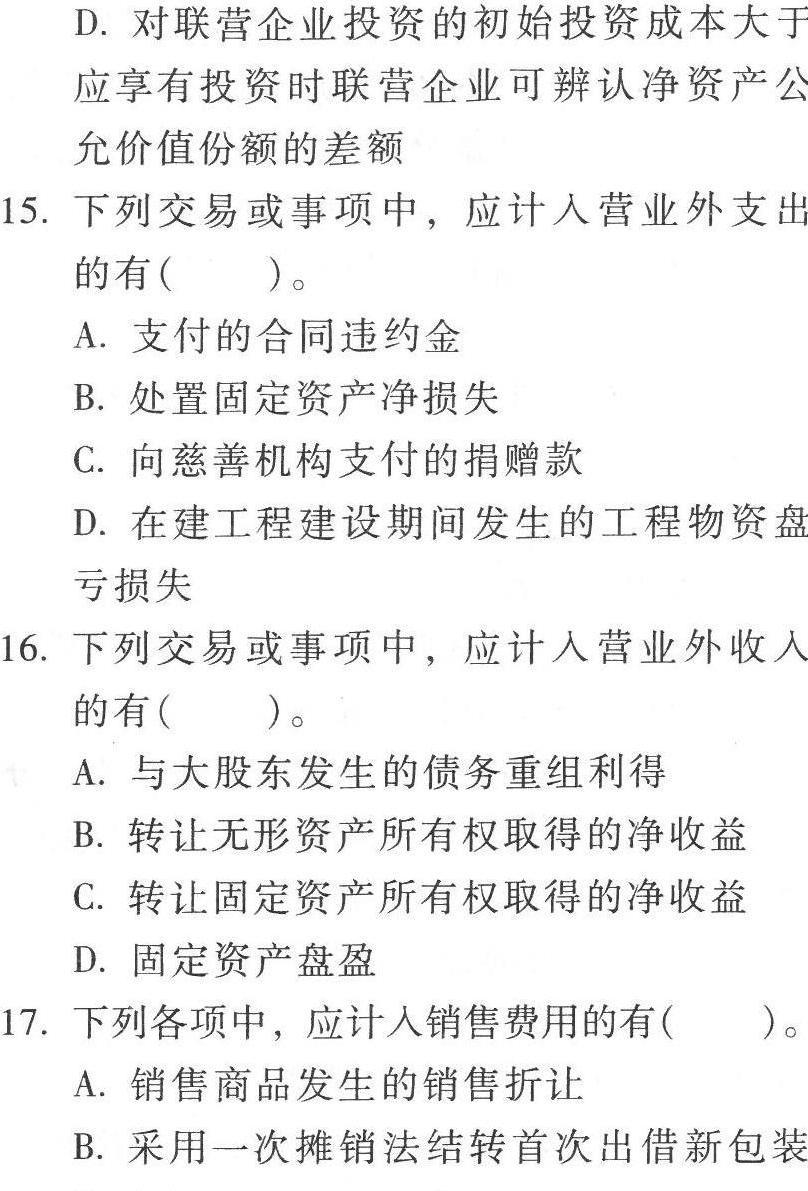 D. 对联营企业投资的初始投资成本大于
应享有投资时联营企业可辨认净资产公
允价值份额的差额
15. 下列交易或事项中，应计入营业外支出
的有(　　)。
A. 支付的合同违约金
B. 处置固定资产净损失
C. 向慈善机构支付的捐赠款
D. 在建工程建设期间发生的工程物资盘
亏损失
16. 下列交易或事项中，应计入营业外收入
的有(　　)。
A. 与大股东发生的债务重组利得
B. 转让无形资产所有权取得的净收益
C. 转让固定资产所有权取得的净收益
D. 固定资产盘盈
17. 下列各项中，应计入销售费用的有(　　)。
A. 销售商品发生的销售折让
B. 采用一次摊销法结转首次出借新包装